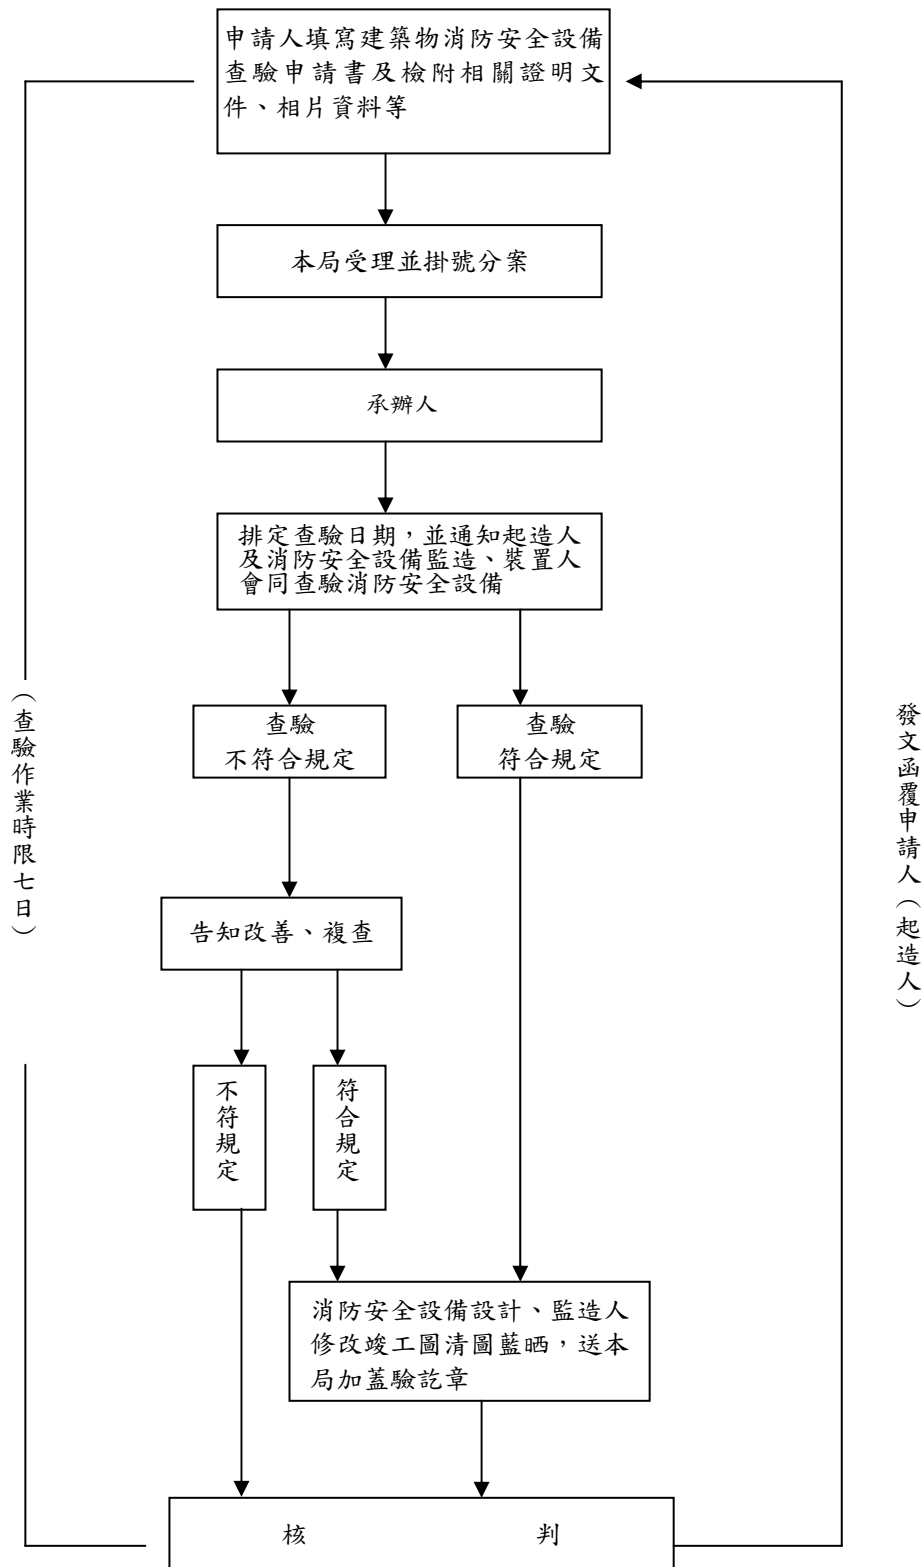 申請人填寫建築物消防安全設備
查驗申請書及檢附相關證明文
件、相片資料等
本局受理並掛號分案
承辦人
排定查驗日期，並通知起造人
及消防安全設備監造、裝置人
會同查驗消防安全設備
查驗
不符合規定
查驗
符合規定
（查驗作業時限七日）
發文函覆申請人（起造人）
告知改善、複查
不符規定
符合規定
消防安全設備設計、監造人
修改竣工圖清圖藍晒，送本
局加蓋驗訖章
核 判